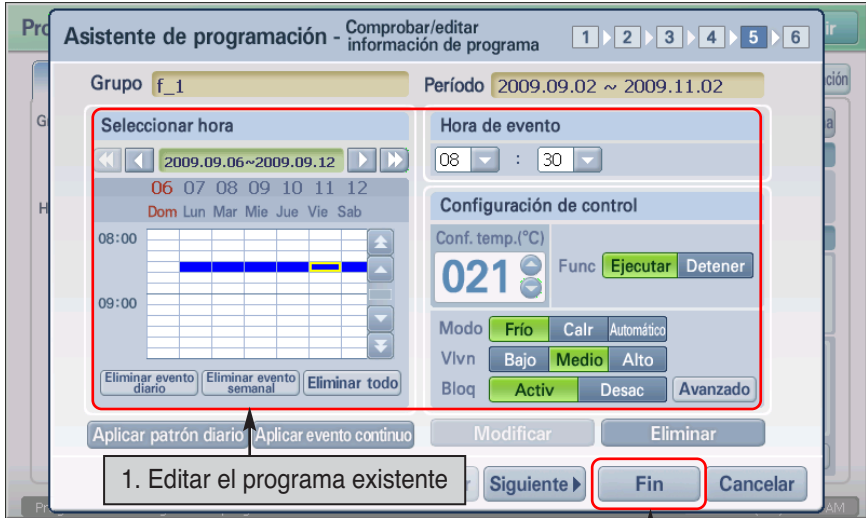 Asistente de programación - Comprobar/editar información de programa
1 2 3 4 5 6
Grupo f_1
Período 2009.09.02 ~ 2009.11.02
Seleccionar hora
2009.09.06~2009.09.12
06 07 08 09 10 11 12
Dom Lun Mar Mie Jue Vie Sab
08:00
09:00
Eliminar evento diario
Eliminar evento semanal
Eliminar todo
Hora de evento
08 : 30
Configuración de control
Conf. temp.(°C)
021
Func Ejecutar Detener
Modo Frío Calr Automático
Vlvn Bajo Medio Alto
Bloq Activ Desac Avanzado
Aplicar patrón diario Aplicar evento continuo
Modificar Eliminar
1. Editar el programa existente
Siguiente Fin Cancelar